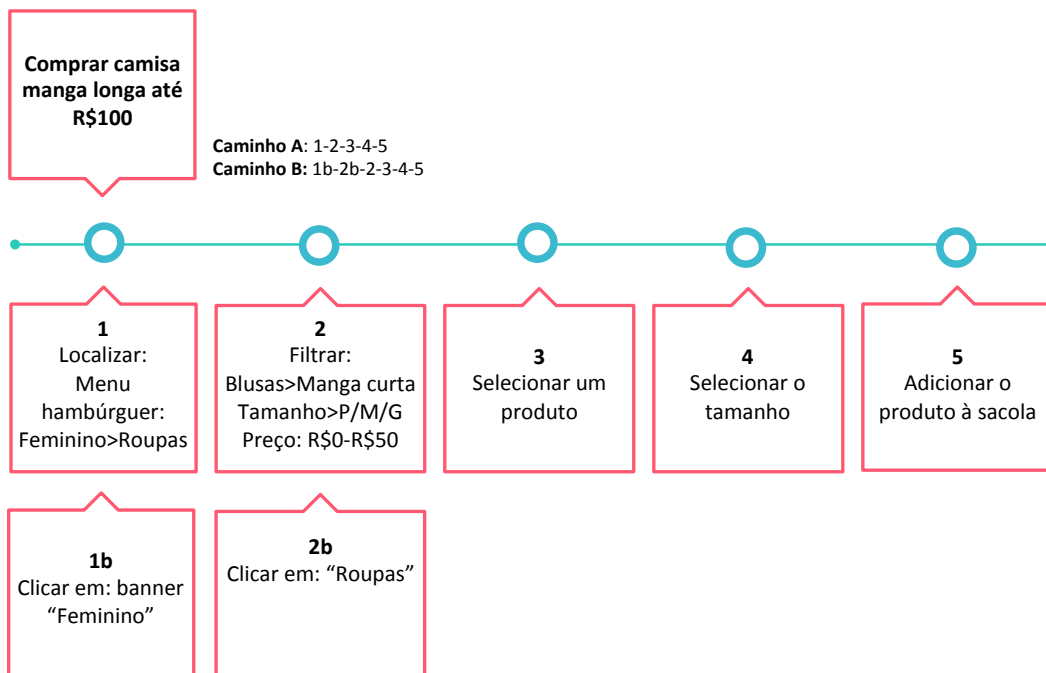 Comprar camisa
manga longa até
R$100
Caminho A: 1-2-3-4-5
Caminho B: 1b-2b-2-3-4-5
1
Localizar:
Menu
hambúrguer:
Feminino>Roupas
2
Filtrar:
Blusas>Manga curta
Tamanho>P/M/G
Preço: R$0-R$50
3
Selecionar um
produto
4
Selecionar o
tamanho
5
Adicionar o
produto à sacola
1b
Clicar em: banner
“Feminino”
2b
Clicar em: “Roupas”